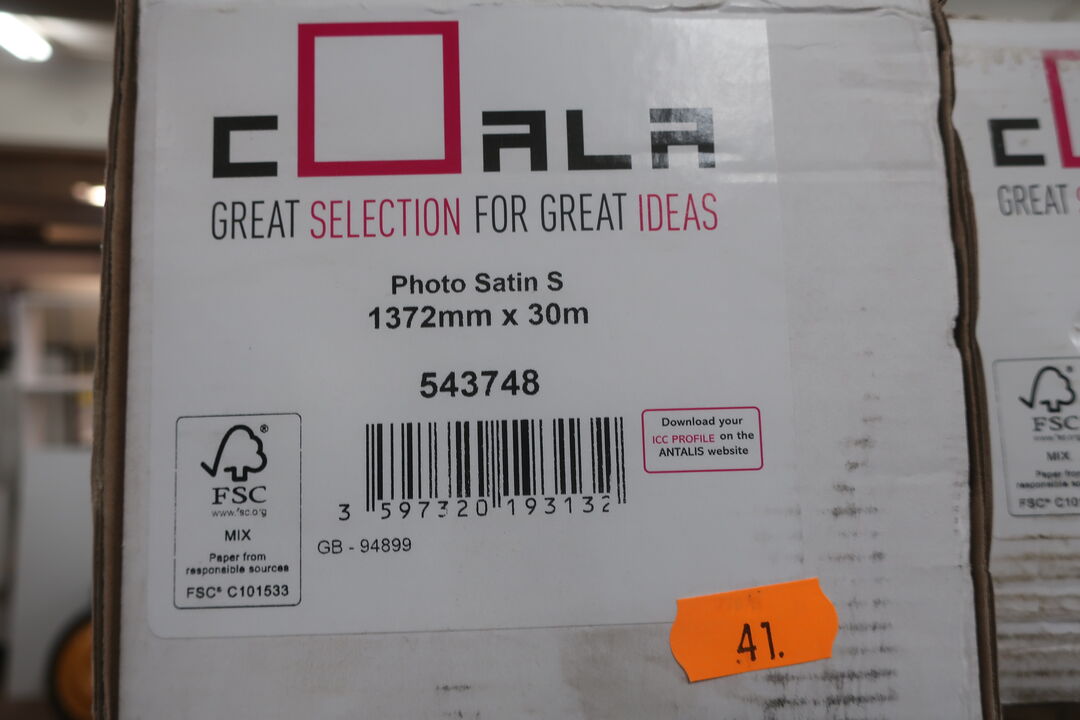 COALA
GREAT SELECTION FOR GREAT IDEAS
Photo Satin S
1372mm x 30m
543748
Download your
ICC PROFILE on the
ANTALIS website
FSC®
www.fsc.org
MIX
Paper from
responsible sources
FSC® C101533
3 597320 193132
GB - 94899
41.
C
GREAT
FSC
MIX
Paper from
responsible sources
FSC® C10